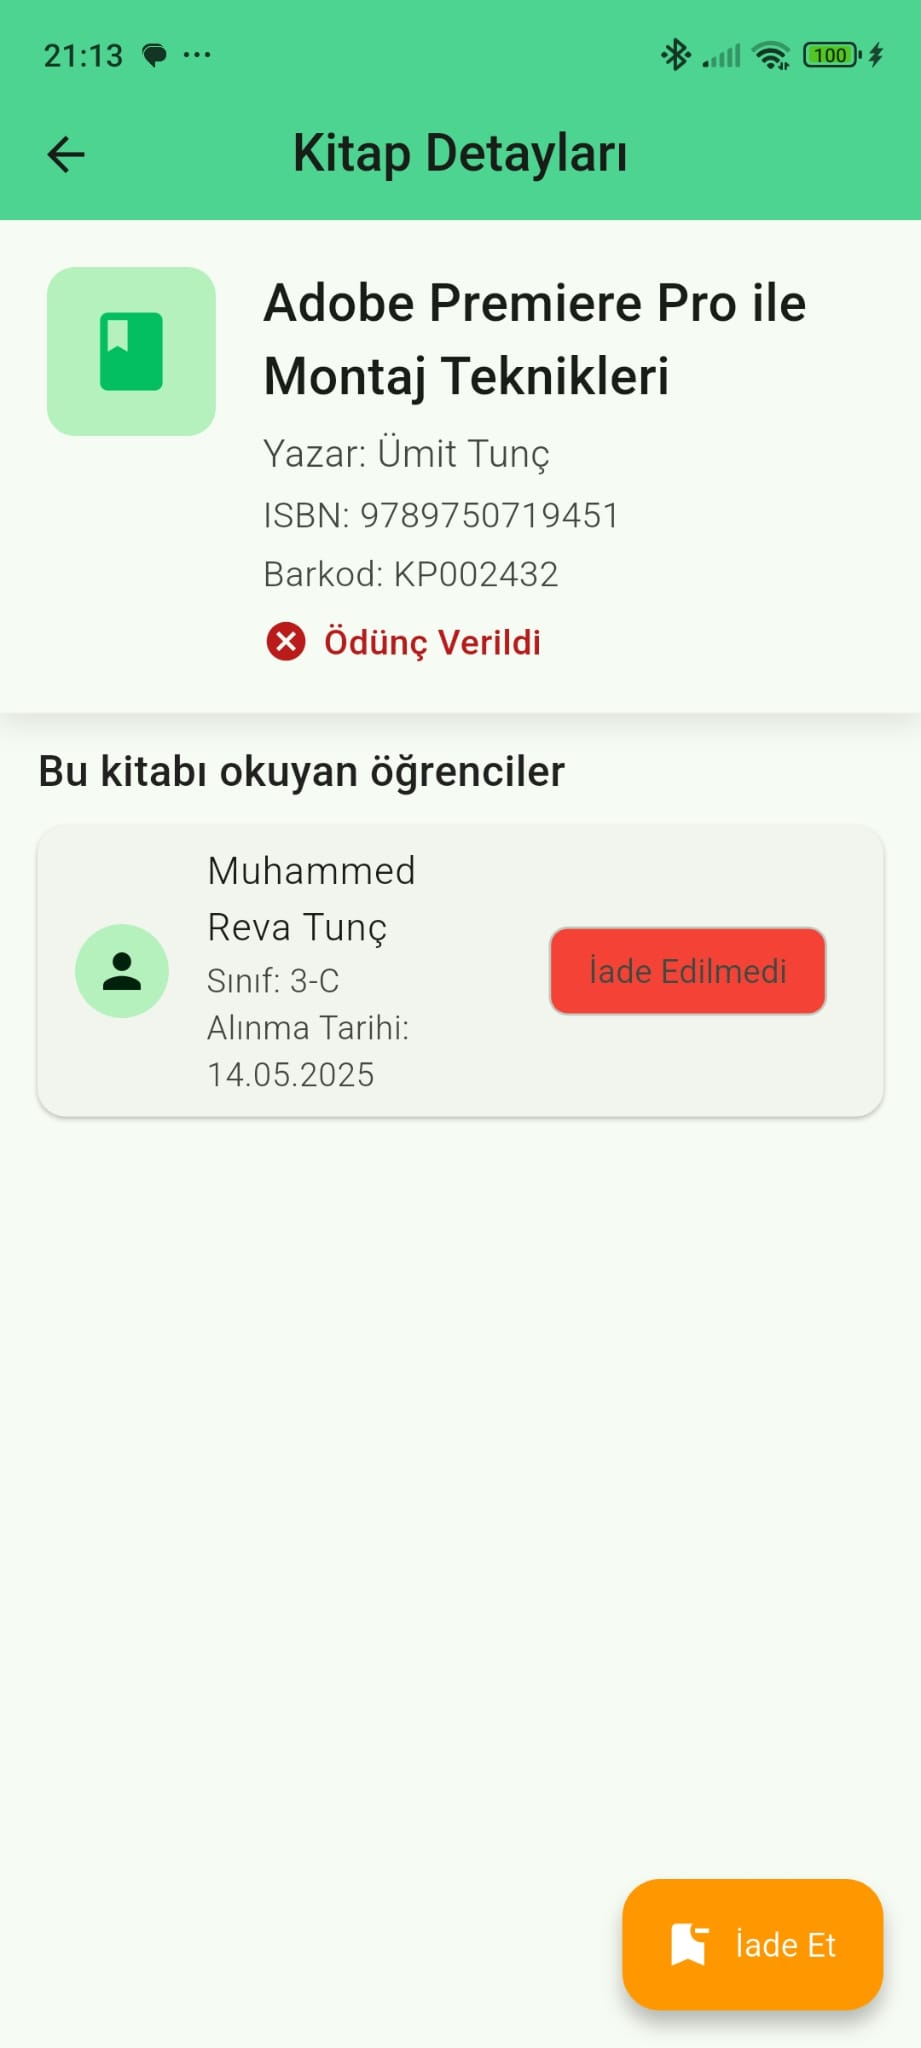 21:13
100
Kitap Detayları
Adobe Premiere Pro ile
Montaj Teknikleri
Yazar: Ümit Tunç
ISBN: 9789750719451
Barkod: KP002432
Ödünç Verildi
Bu kitabı okuyan öğrenciler
Muhammed
Reva Tunç
Sınıf: 3-C
Alınma Tarihi:
14.05.2025
İade Edilmedi
İade Et